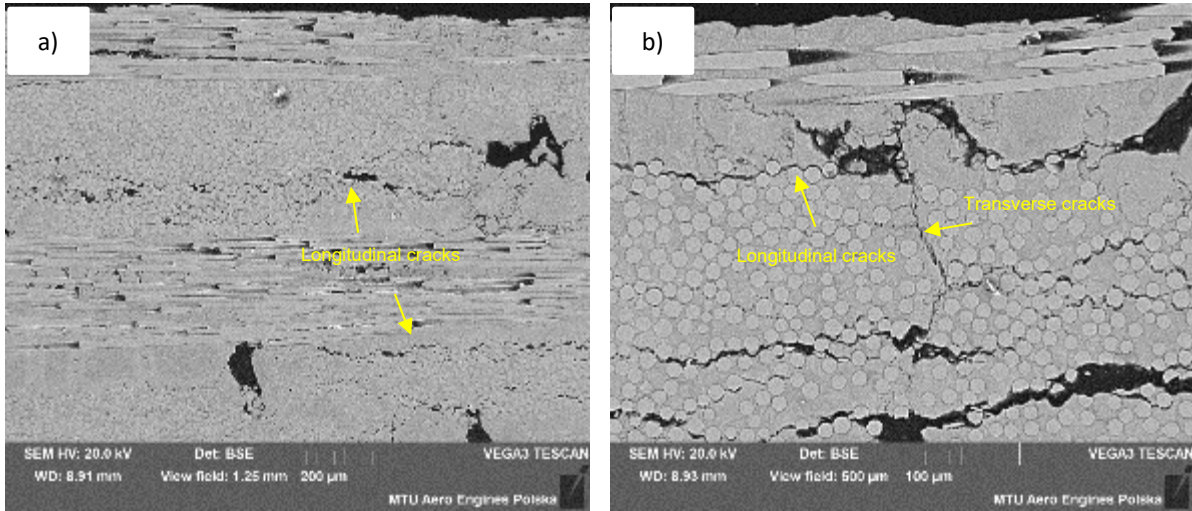 a)
Longitudinal cracks
SEM HV: 20.0 kV Det: BSE VEGA3 TESCAN
WD: 8.91 mm View field: 1.25 mm 200 µm
MTU Aero Engines Polska
b)
Transverse cracks
Longitudinal cracks
SEM HV: 20.0 kV Det: BSE VEGA3 TESCAN
WD: 8.93 mm View field: 500 µm 100 µm
MTU Aero Engines Polska